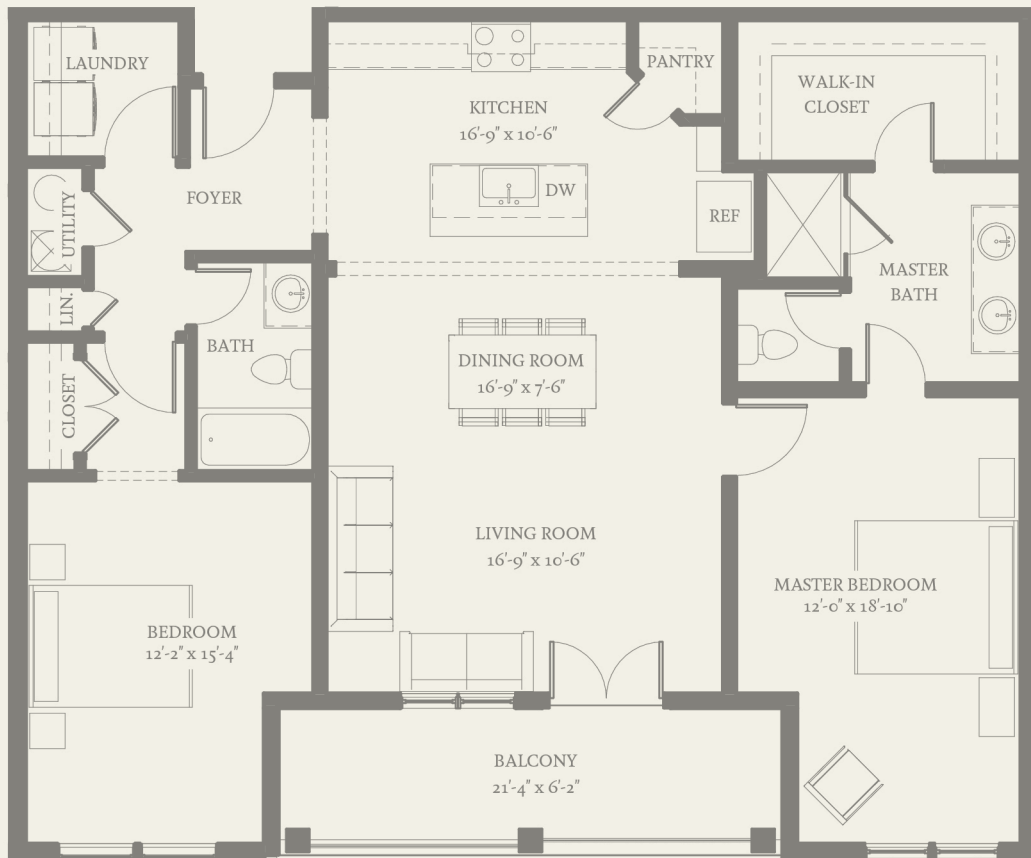 LAUNDRY
PANTRY
WALK-IN
CLOSET
KITCHEN
16'-9" x 10'-6"
UTILITY
FOYER
DW
REF
MASTER
BATH
LIN.
BATH
DINING ROOM
16'-9" x 7'-6"
CLOSET
LIVING ROOM
16'-9" x 10'-6"
MASTER BEDROOM
12'-0" x 18'-10"
BEDROOM
12'-2" x 15'-4"
BALCONY
21'-4" x 6'-2"